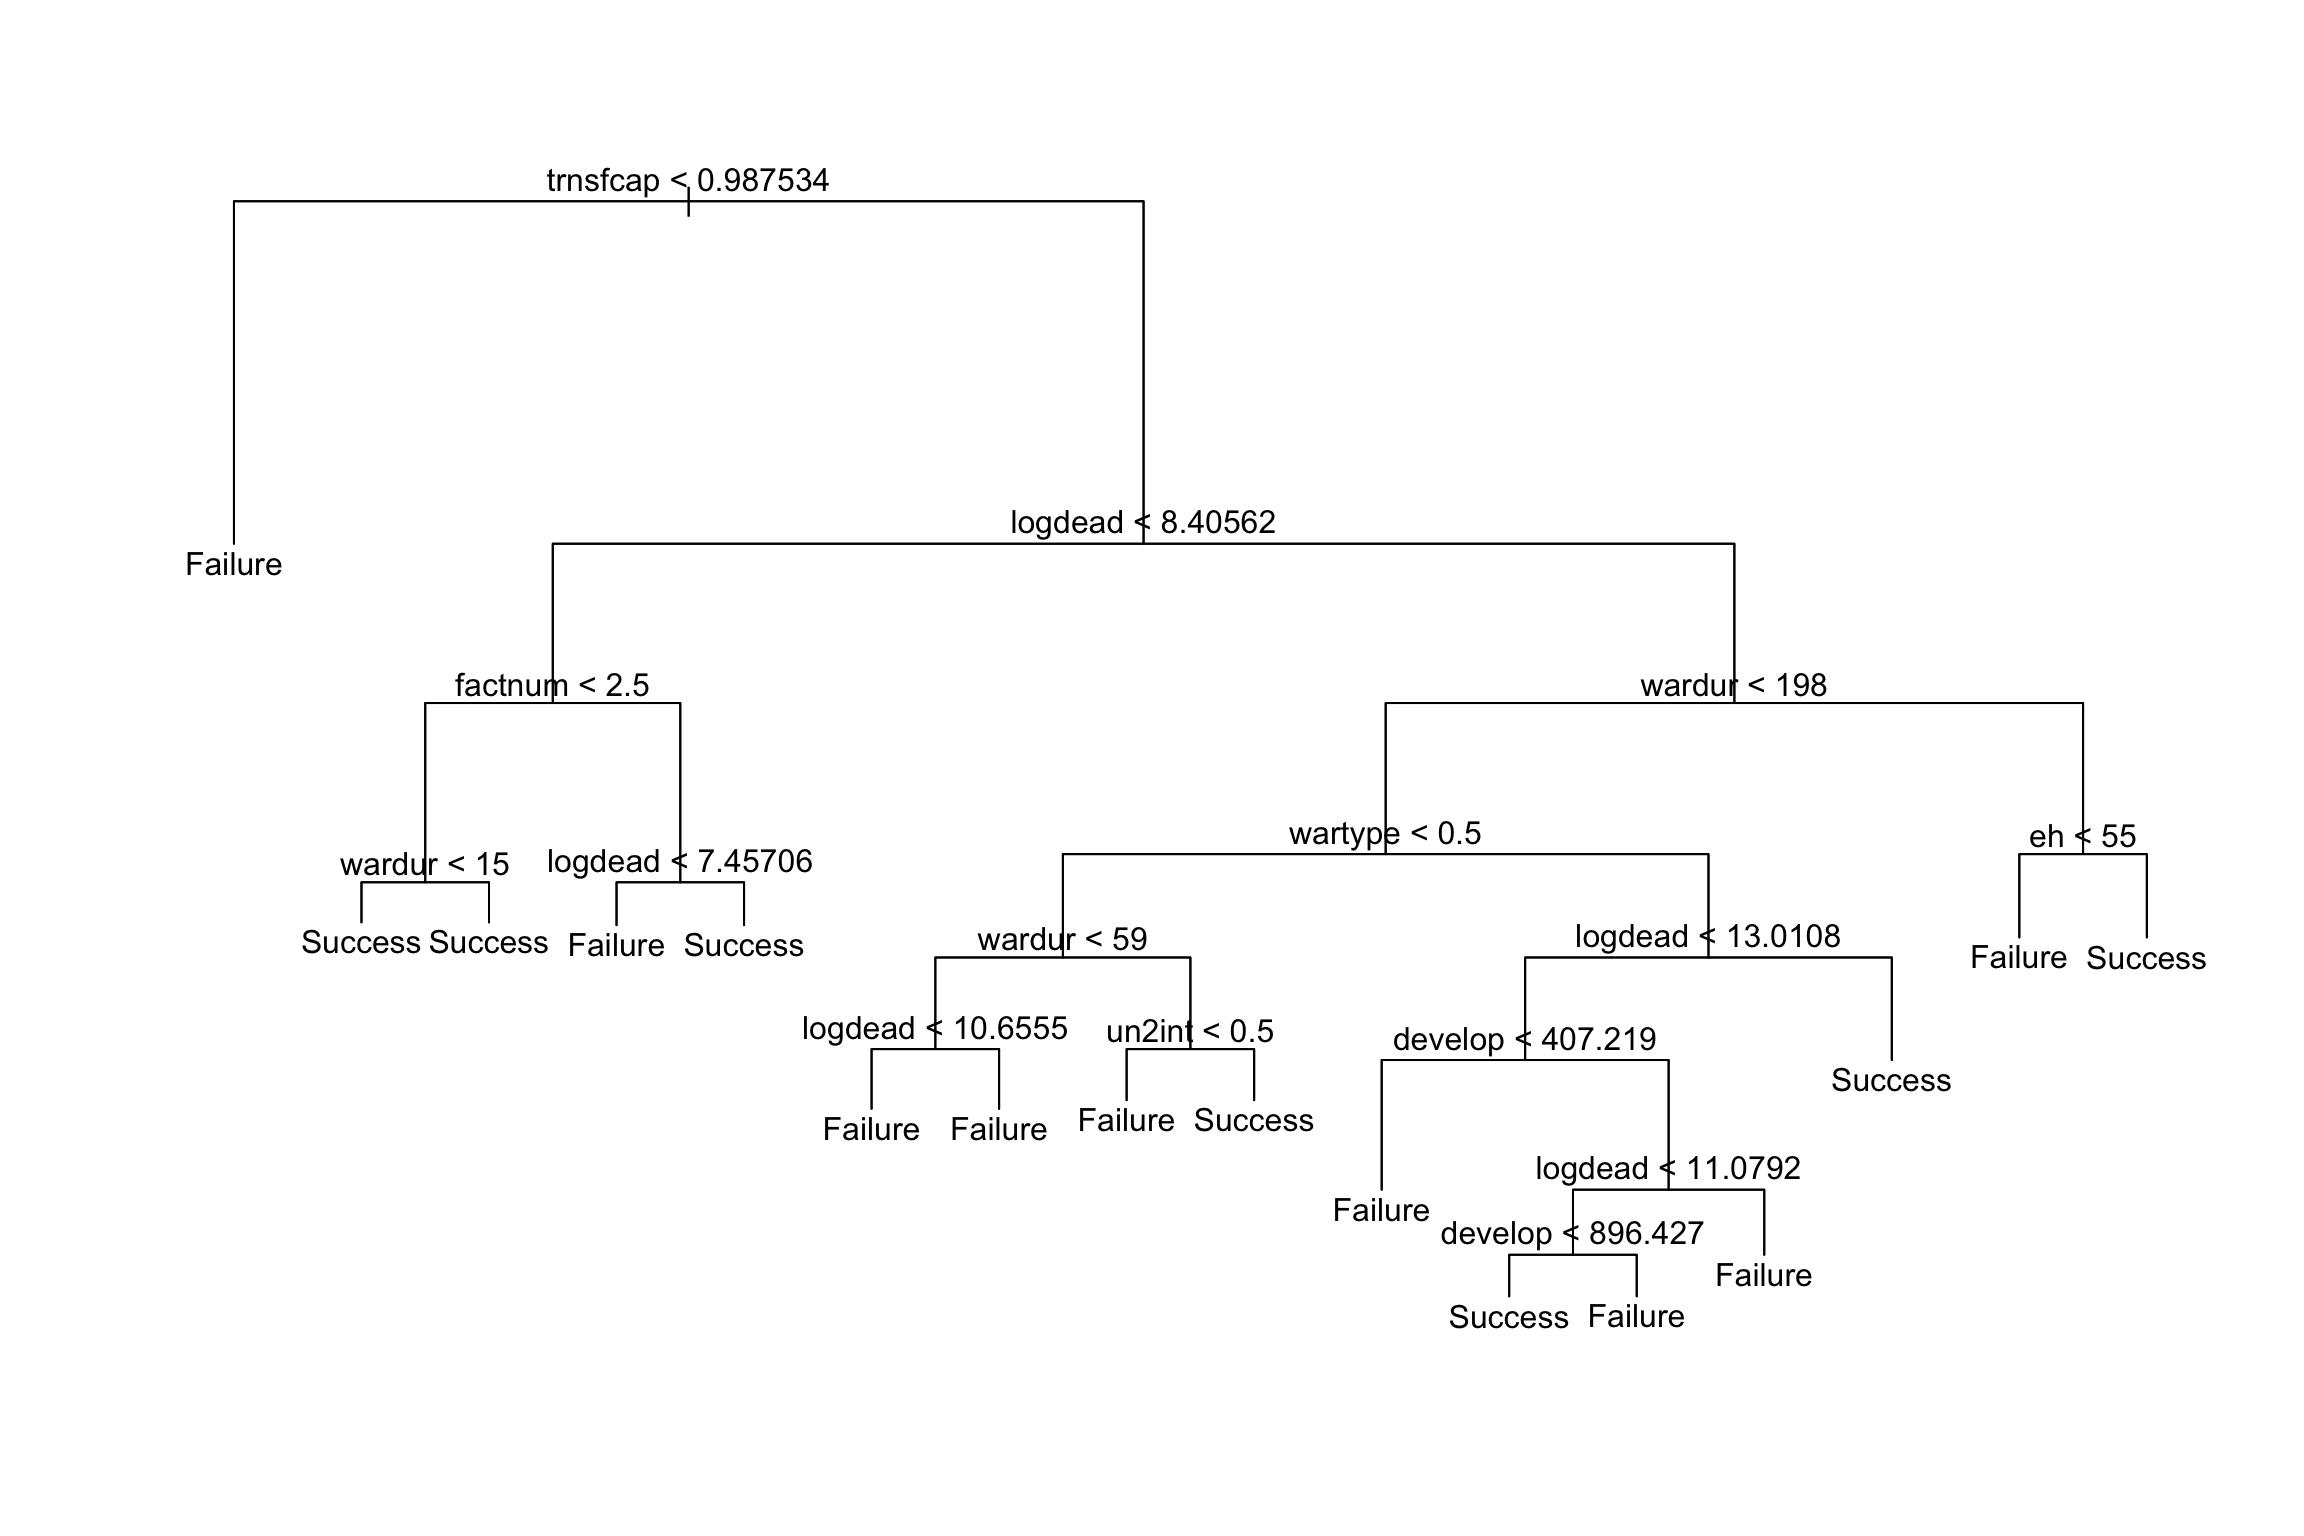 trnsfcap < 0.987534
logdead < 8.40562
Failure
factnum < 2.5
wardur < 198
wartype < 0.5
eh < 55
wardur < 15
logdead < 7.45706
Success
Success
Failure
Success
wardur < 59
logdead < 13.0108
Failure
Success
logdead < 10.6555
un2int < 0.5
develop < 407.219
Success
Failure
Failure
Failure
Success
logdead < 11.0792
Failure
develop < 896.427
Failure
Success
Failure